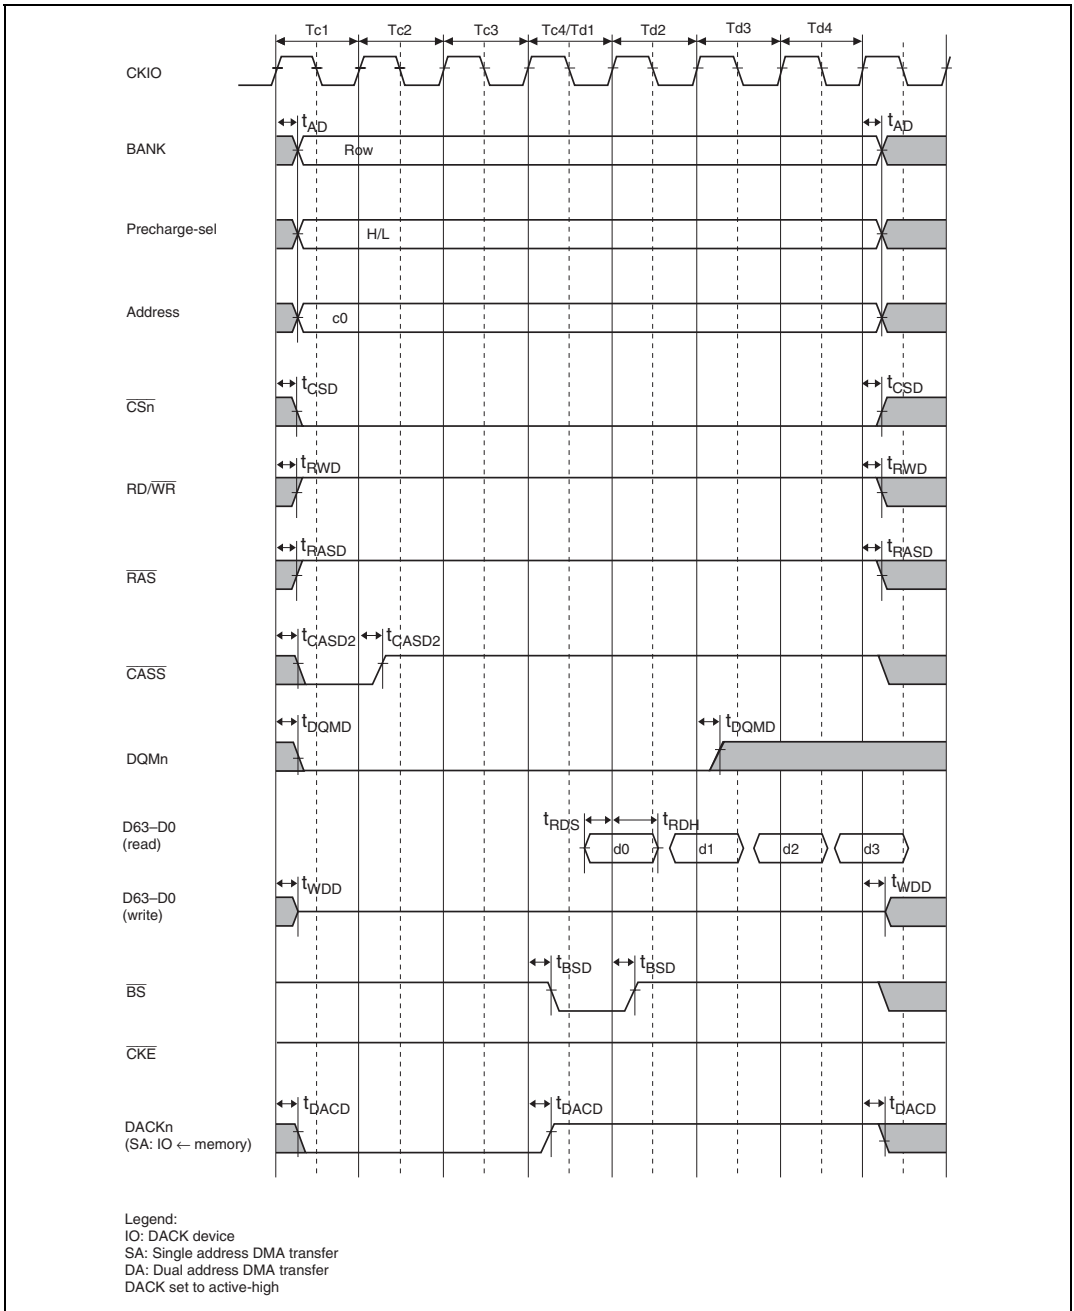 Tc1 Tc2 Tc3 Tc4/Td1 Td2 Td3 Td4
CKIO
tAD tAD
BANK Row
Precharge-sel H/L
Address c0
tCSD tCSD
CSn
tRWD tRWD
RD/WR
tRASD tRASD
RAS
tCASD2 tCASD2
CASS
tDQMD tDQMD
DQMn
D63–D0 tRDS tRDH
(read) d0 d1 d2 d3
tWDD tWDD
D63–D0
(write)
tBSD tBSD
BS
CKE
tDACD tDACD tDACD
DACKn
(SA: IO ← memory)
Legend:
IO: DACK device
SA: Single address DMA transfer
DA: Dual address DMA transfer
DACK set to active-high